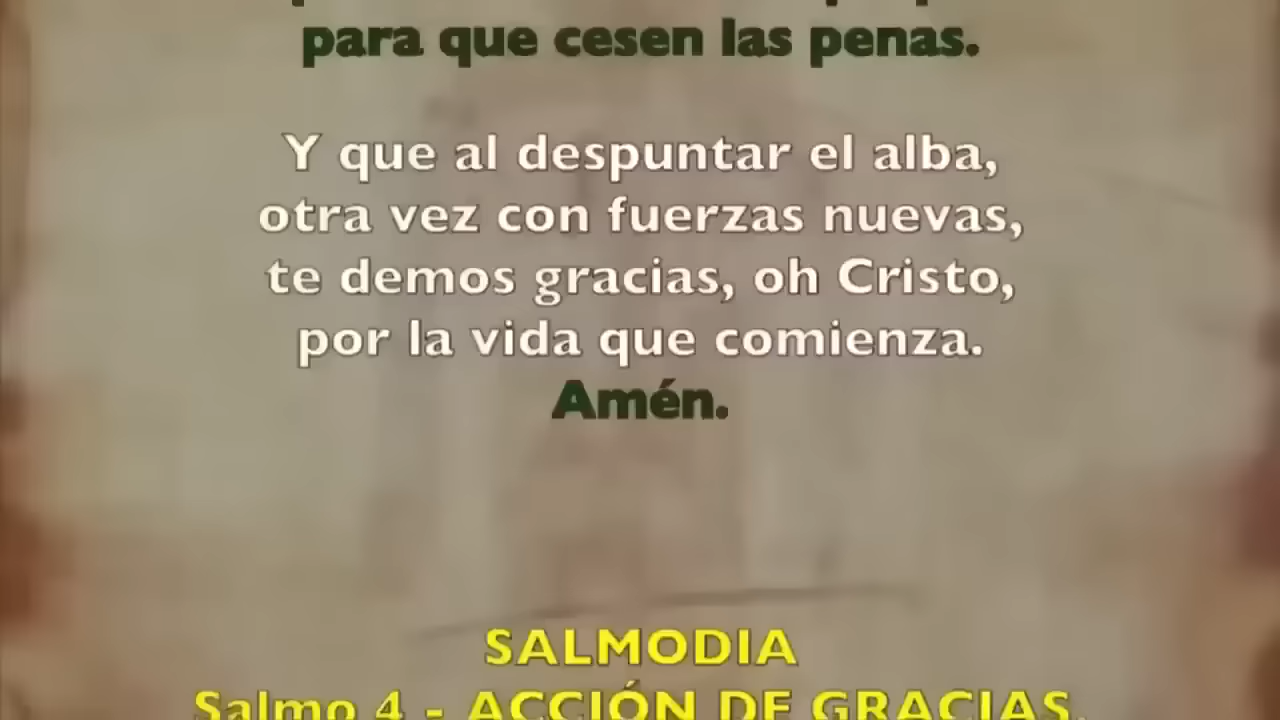 para que cesen las penas.
Y que al despuntar el alba,
otra vez con fuerzas nuevas,
te demos gracias, oh Cristo,
por la vida que comienza.
Amén.
SALMODIA
Salmo 4 - ACCIÓN DE GRACIAS.